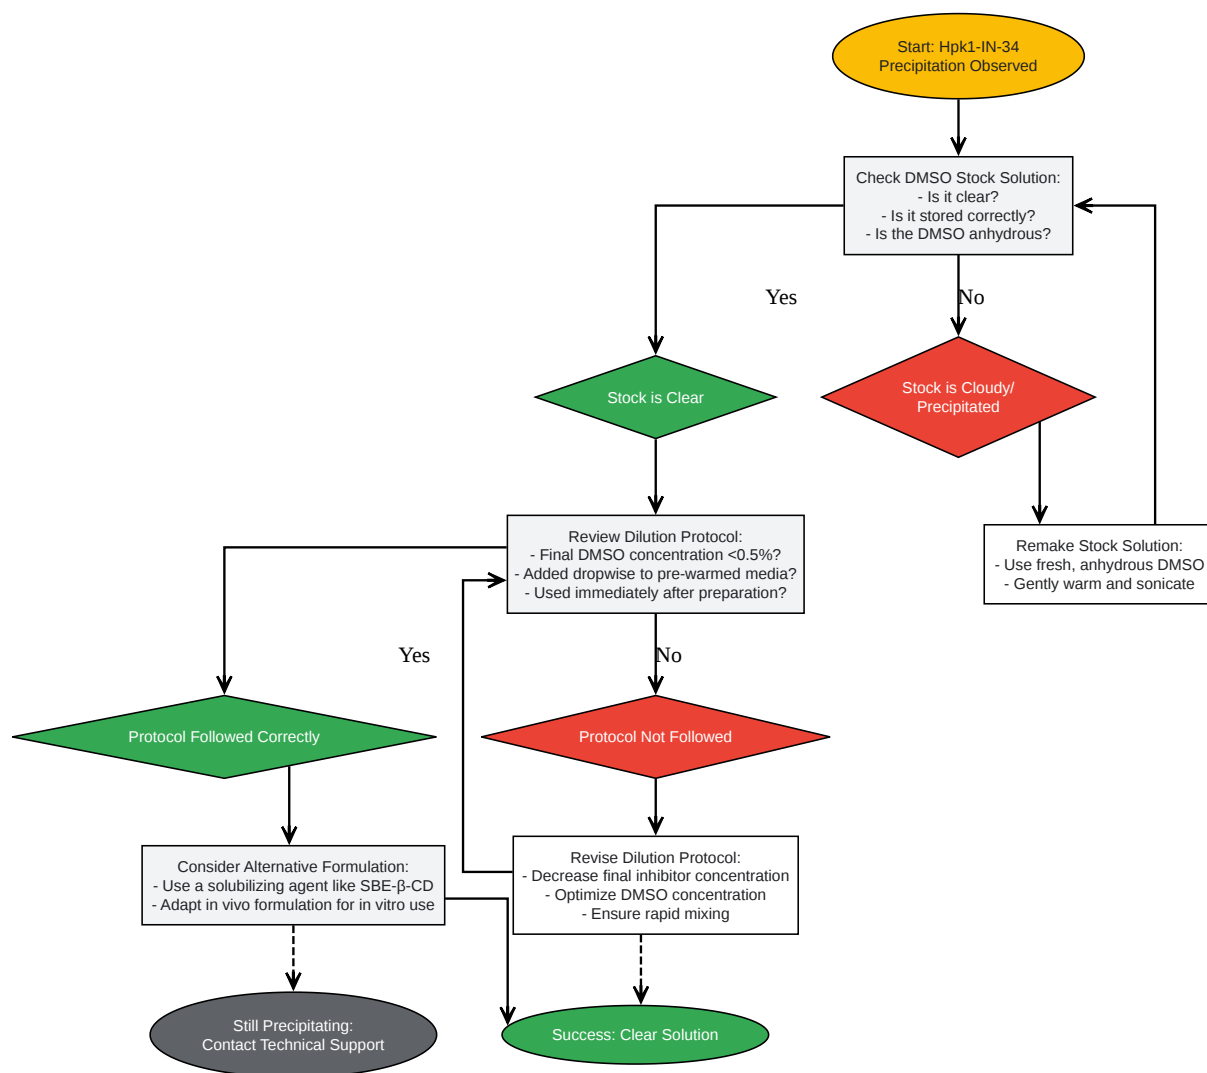 Start: Hpk1-IN-34
Precipitation Observed
Check DMSO Stock Solution:
- Is it clear?
- Is it stored correctly?
- Is the DMSO anhydrous?
Yes
No
Stock is Clear
Stock is Cloudy/
Precipitated
Review Dilution Protocol:
- Final DMSO concentration <0.5%?
- Added dropwise to pre-warmed media?
- Used immediately after preparation?
Remake Stock Solution:
- Use fresh, anhydrous DMSO
- Gently warm and sonicate
Yes
No
Protocol Followed Correctly
Protocol Not Followed
Consider Alternative Formulation:
- Use a solubilizing agent like SBE-β-CD
- Adapt in vivo formulation for in vitro use
Revise Dilution Protocol:
- Decrease final inhibitor concentration
- Optimize DMSO concentration
- Ensure rapid mixing
Still Precipitating:
Contact Technical Support
Success: Clear Solution